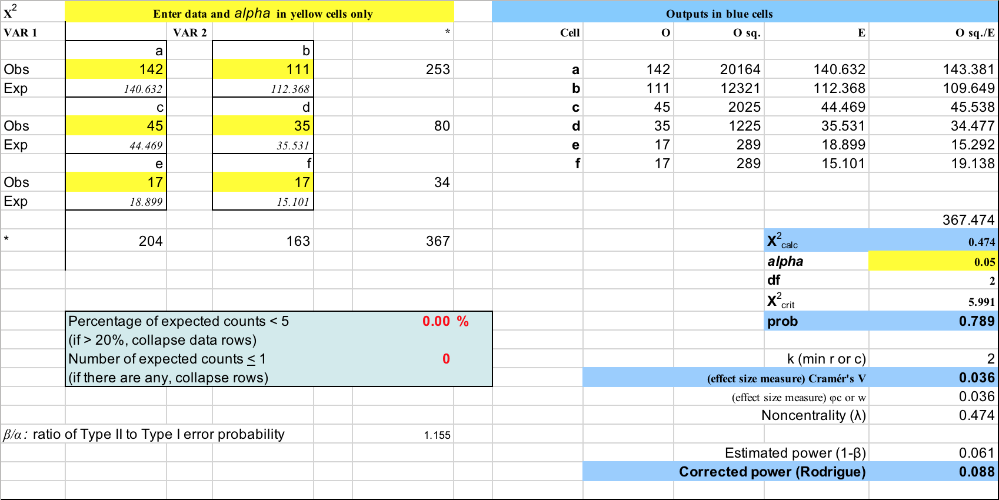 X² Enter data and alpha in yellow cells only Outputs in blue cells
VAR 1 VAR 2 * Cell O O sq. E O sq./E
a b
Obs 142 111 253 a 142 20164 140.632 143.381
Exp 140.632 112.368 b 111 12321 112.368 109.649
c d c 45 2025 44.469 45.538
Obs 45 35 80 d 35 1225 35.531 34.477
Exp 44.469 35.531 e 17 289 18.899 15.292
e f f 17 289 15.101 19.138
Obs 17 17 34
Exp 18.899 15.101
367.474
* 204 163 367 X²calc 0.474
alpha 0.05
df 2
X²crit 5.991
Percentage of expected counts < 5 0.00 % prob 0.789
(if > 20%, collapse data rows)
Number of expected counts ≤ 1 0 k (min r or c) 2
(if there are any, collapse rows) (effect size measure) Cramér's V 0.036
(effect size measure) φc or w 0.036
Noncentrality (λ) 0.474
β/α: ratio of Type II to Type I error probability 1.155
Estimated power (1-β) 0.061
Corrected power (Rodrigue) 0.088